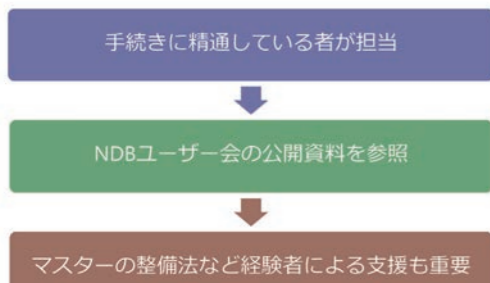 手続きに精通している者が担当
NDBユーザー会の公開資料を参照
マスターの整備法など経験者による支援も重要